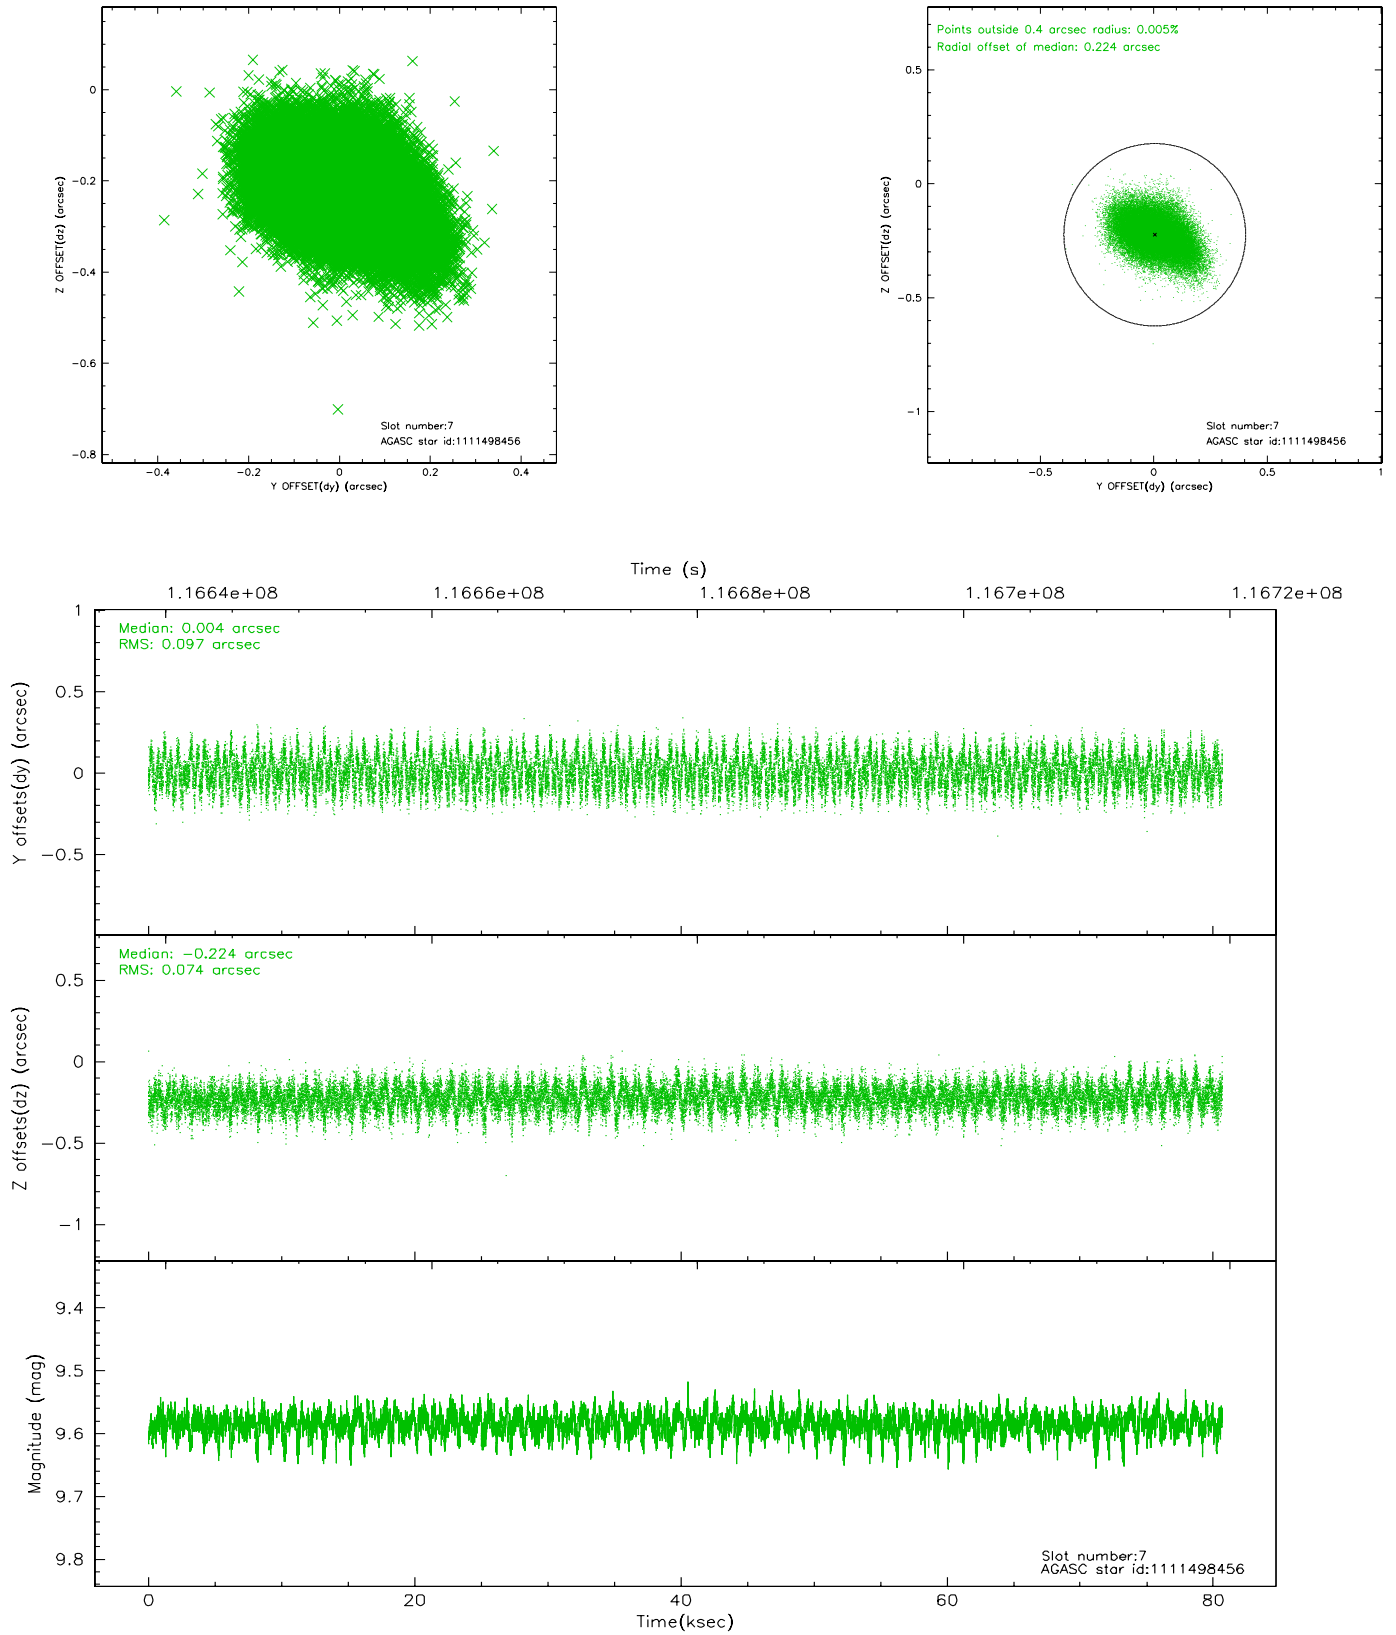 0
−0.2
−0.4
−0.6
−0.8
Z OFFSET(dz) (arcsec)
Slot number:7
AGASC star id:1111498456
−0.4 −0.2 0 0.2 0.4
Y OFFSET(dy) (arcsec)
Points outside 0.4 arcsec radius: 0.005%
Radial offset of median: 0.224 arcsec
0.5
0
−0.5
−1
Z OFFSET(dz) (arcsec)
Slot number:7
AGASC star id:1111498456
−0.5 0 0.5 1
Y OFFSET(dy) (arcsec)
Time (s)
1.1664e+08 1.1666e+08 1.1668e+08 1.167e+08 1.1672e+08
Median: 0.004 arcsec
RMS: 0.097 arcsec
1
0.5
0
−0.5
Y offsets(dy) (arcsec)
Median: −0.224 arcsec
RMS: 0.074 arcsec
0.5
0
−0.5
−1
Z offsets(dz) (arcsec)
9.4
9.5
9.6
9.7
9.8
Magnitude (mag)
Slot number:7
AGASC star id:1111498456
0 20 40 60 80
Time(ksec)